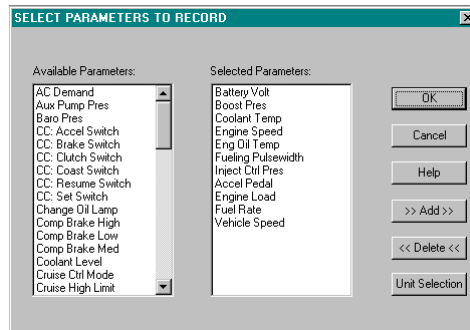 SELECT PARAMETERS TO RECORD
Available Parameters:
AC Demand
Aux Pump Pres
Baro Pres
CC: Accel Switch
CC: Brake Switch
CC: Clutch Switch
CC: Coast Switch
CC: Resume Switch
CC: Set Switch
Change Oil Lamp
Comp Brake High
Comp Brake Low
Comp Brake Med
Coolant Level
Cruise Ctrl Mode
Cruise High Limit
Selected Parameters:
Battery Volt
Boost Pres
Coolant Temp
Engine Speed
Eng Oil Temp
Fueling Pulsewidth
Inject Ctrl Pres
Accel Pedal
Engine Load
Fuel Rate
Vehicle Speed
OK
Cancel
Help
>> Add >>
<< Delete <<
Unit Selection